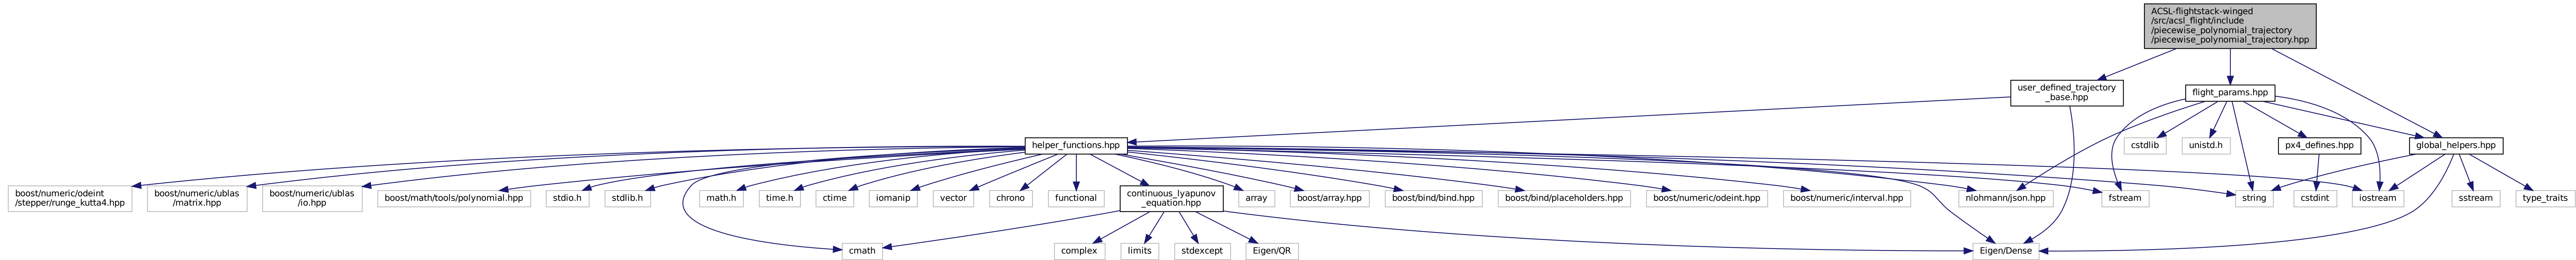 ACSL-flightstack-winged
/src/acsl_flight/include
/piecewise_polynomial_trajectory
/piecewise_polynomial_trajectory.hpp
user_defined_trajectory
_base.hpp
flight_params.hpp
helper_functions.hpp
cstdlib
unistd.h
px4_defines.hpp
global_helpers.hpp
boost/numeric/odeint
/stepper/runge_kutta4.hpp
boost/numeric/ublas
/matrix.hpp
boost/numeric/ublas
/io.hpp
boost/math/tools/polynomial.hpp
stdio.h
stdlib.h
math.h
time.h
ctime
iomanip
vector
chrono
functional
continuous_lyapunov
_equation.hpp
array
boost/array.hpp
boost/bind/bind.hpp
boost/bind/placeholders.hpp
boost/numeric/odeint.hpp
boost/numeric/interval.hpp
nlohmann/json.hpp
fstream
string
cstdint
iostream
sstream
type_traits
cmath
complex
limits
stdexcept
Eigen/QR
Eigen/Dense